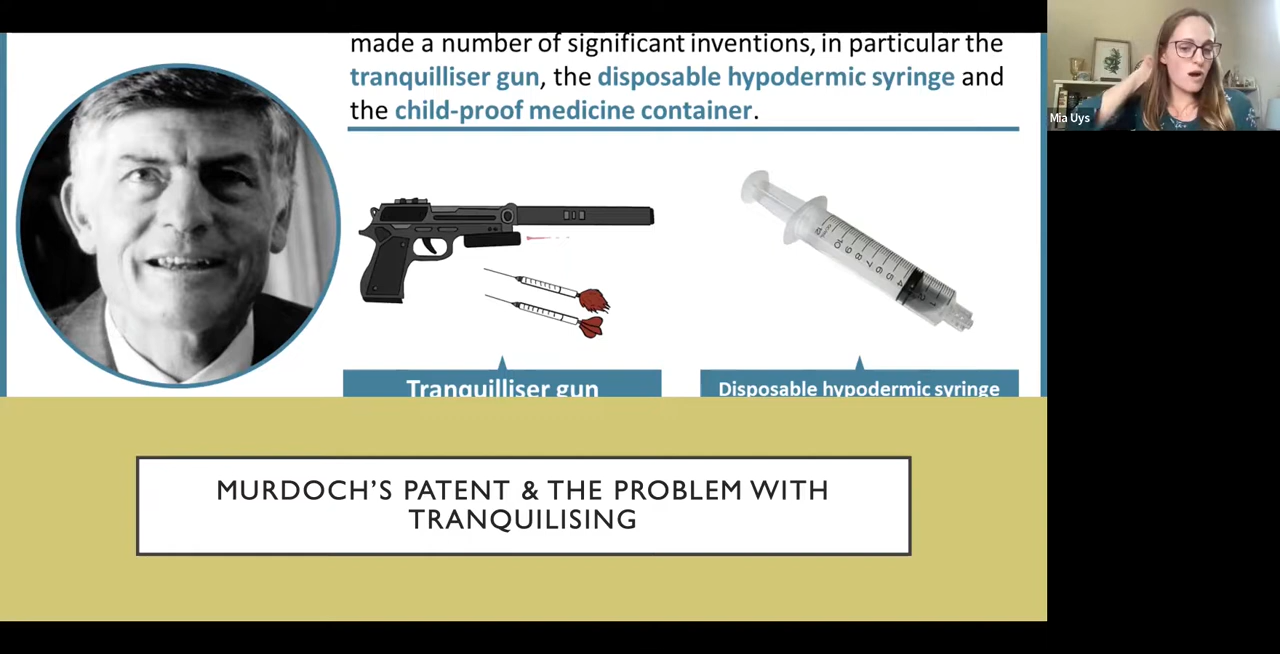 made a number of significant inventions, in particular the
tranquilliser gun, the disposable hypodermic syringe and
the child-proof medicine container.
Mia Uys
Tranquilliser gun
Disposable hypodermic syringe
MURDOCH'S PATENT & THE PROBLEM WITH
TRANQUILISING